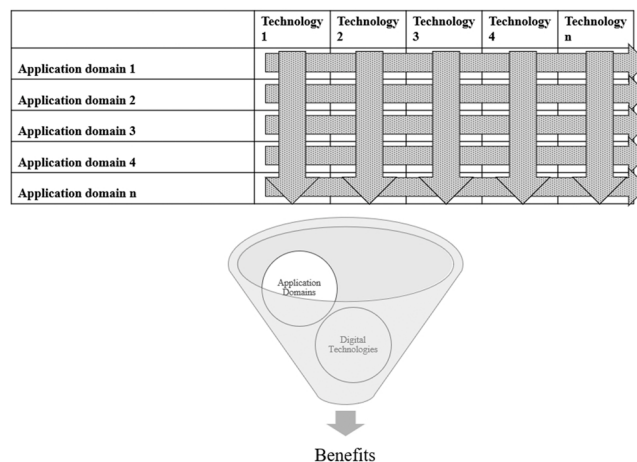 Technology 1
Technology 2
Technology 3
Technology 4
Technology n
Application domain 1
Application domain 2
Application domain 3
Application domain 4
Application domain n
Application
Domains
Digital
Technologies
Benefits